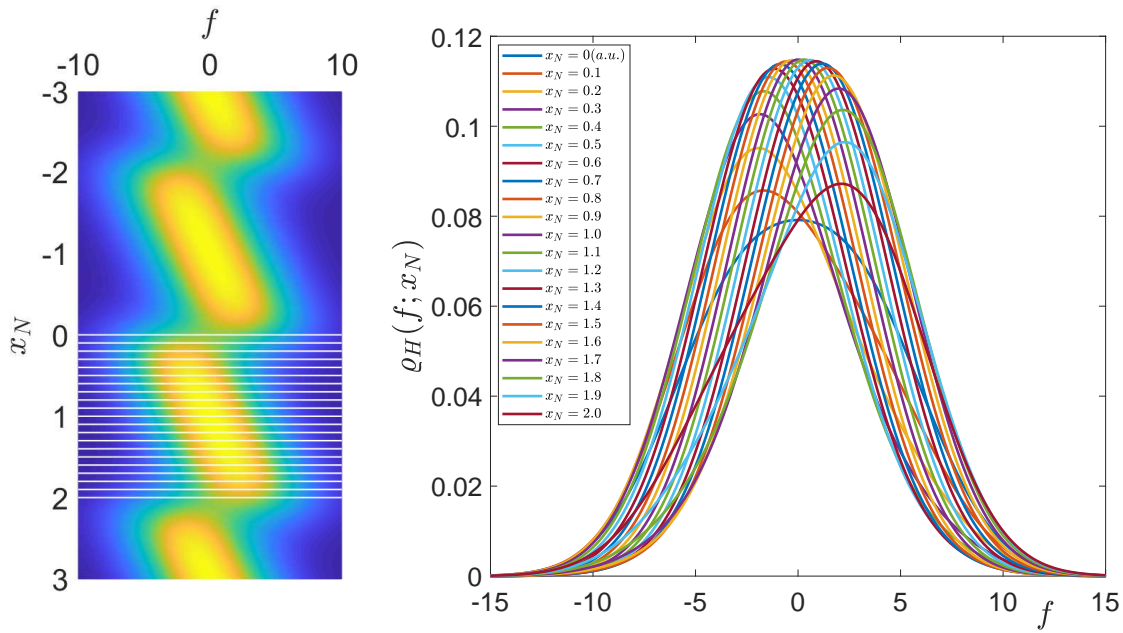 f
-10 0 10
-3
-2
-1
0
1
2
3
x_N
0.12
0.1
0.08
0.06
0.04
0.02
0
ϱ_H(f; x_N)
x_N = 0(a.u.)
x_N = 0.1
x_N = 0.2
x_N = 0.3
x_N = 0.4
x_N = 0.5
x_N = 0.6
x_N = 0.7
x_N = 0.8
x_N = 0.9
x_N = 1.0
x_N = 1.1
x_N = 1.2
x_N = 1.3
x_N = 1.4
x_N = 1.5
x_N = 1.6
x_N = 1.7
x_N = 1.8
x_N = 1.9
x_N = 2.0
-15 -10 -5 0 5 10 15
f